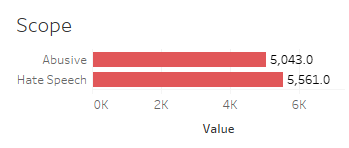 Scope
Abusive 5,043.0
Hate Speech 5,561.0
0K 2K 4K 6K
Value